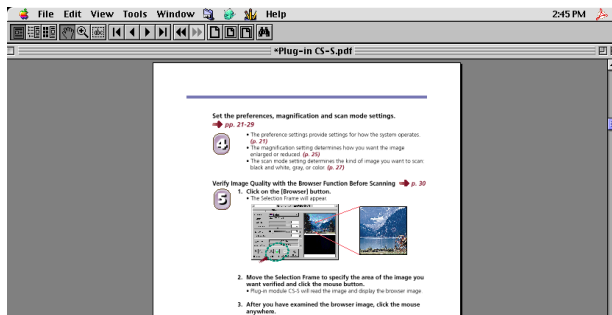 File Edit View Tools Window Help 2:45 PM
abc
*Plug-in CS-S.pdf
Set the preferences, magnification and scan mode settings.
pp. 21-29
4
• The preference settings provide settings for how the system operates.
(p. 21)
• The magnification setting determines how you want the image
enlarged or reduced. (p. 25)
• The scan mode setting determines the kind of image you want to scan:
black and white, gray, or color. (p. 27)
Verify Image Quality with the Browser Function Before Scanning p. 30
5
1. Click on the [Browser] button.
• The Selection Frame will appear.
2. Move the Selection Frame to specify the area of the image you
want verified and click the mouse button.
• Plug-in module CS-S will read the image and display the browser image.
3. After you have examined the browser image, click the mouse
anywhere.